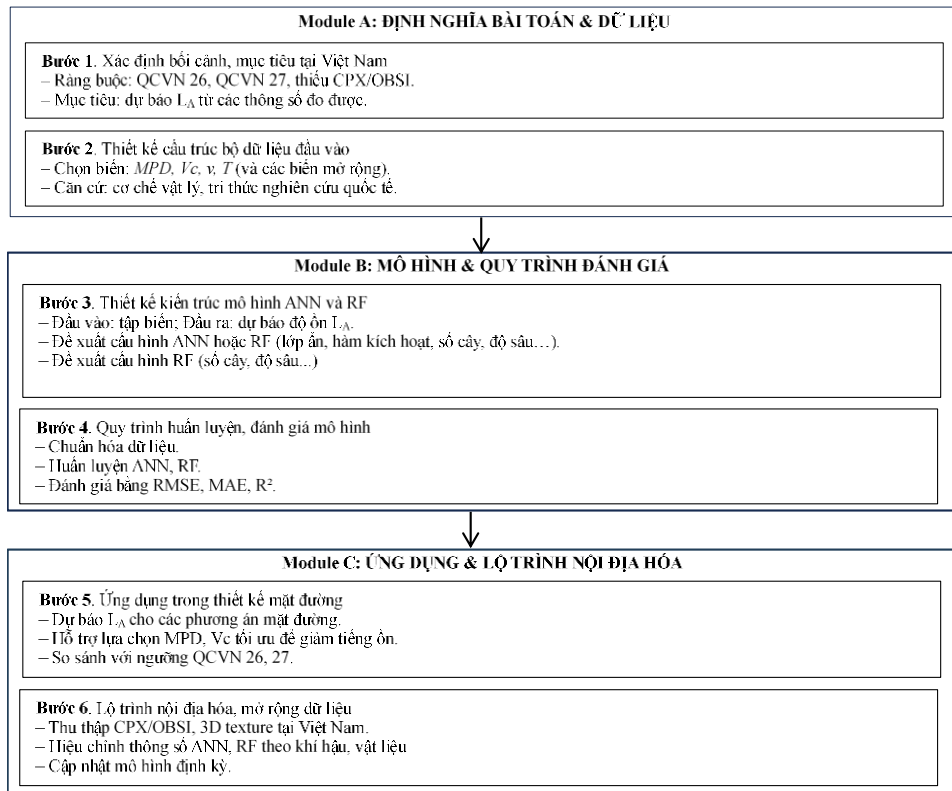 Module A: ĐỊNH NGHĨA BÀI TOÁN & DỮ LIỆU
Bước 1. Xác định bối cảnh, mục tiêu tại Việt Nam
– Ràng buộc: QCVN 26, QCVN 27, thiếu CPX/OBSI.
– Mục tiêu: dự báo L_A từ các thông số đo được.
Bước 2. Thiết kế cấu trúc bộ dữ liệu đầu vào
– Chọn biến: MPD, Vc, v, T (và các biến mở rộng).
– Căn cứ: cơ chế vật lý, tri thức nghiên cứu quốc tế.
Module B: MÔ HÌNH & QUY TRÌNH ĐÁNH GIÁ
Bước 3. Thiết kế kiến trúc mô hình ANN và RF
– Đầu vào: tập biến; Đầu ra: dự báo độ ồn L_A.
– Đề xuất cấu hình ANN hoặc RF (lớp ẩn, hàm kích hoạt, số cây, độ sâu…).
– Đề xuất cấu hình RF (số cây, độ sâu...)
Bước 4. Quy trình huấn luyện, đánh giá mô hình
– Chuẩn hóa dữ liệu.
– Huấn luyện ANN, RF.
– Đánh giá bằng RMSE, MAE, R².
Module C: ỨNG DỤNG & LỘ TRÌNH NỘI ĐỊA HÓA
Bước 5. Ứng dụng trong thiết kế mặt đường
– Dự báo L_A cho các phương án mặt đường.
– Hỗ trợ lựa chọn MPD, Vc tối ưu để giảm tiếng ồn.
– So sánh với ngưỡng QCVN 26, 27.
Bước 6. Lộ trình nội địa hóa, mở rộng dữ liệu
– Thu thập CPX/OBSI, 3D texture tại Việt Nam.
– Hiệu chỉnh thông số ANN, RF theo khí hậu, vật liệu
– Cập nhật mô hình định kỳ.